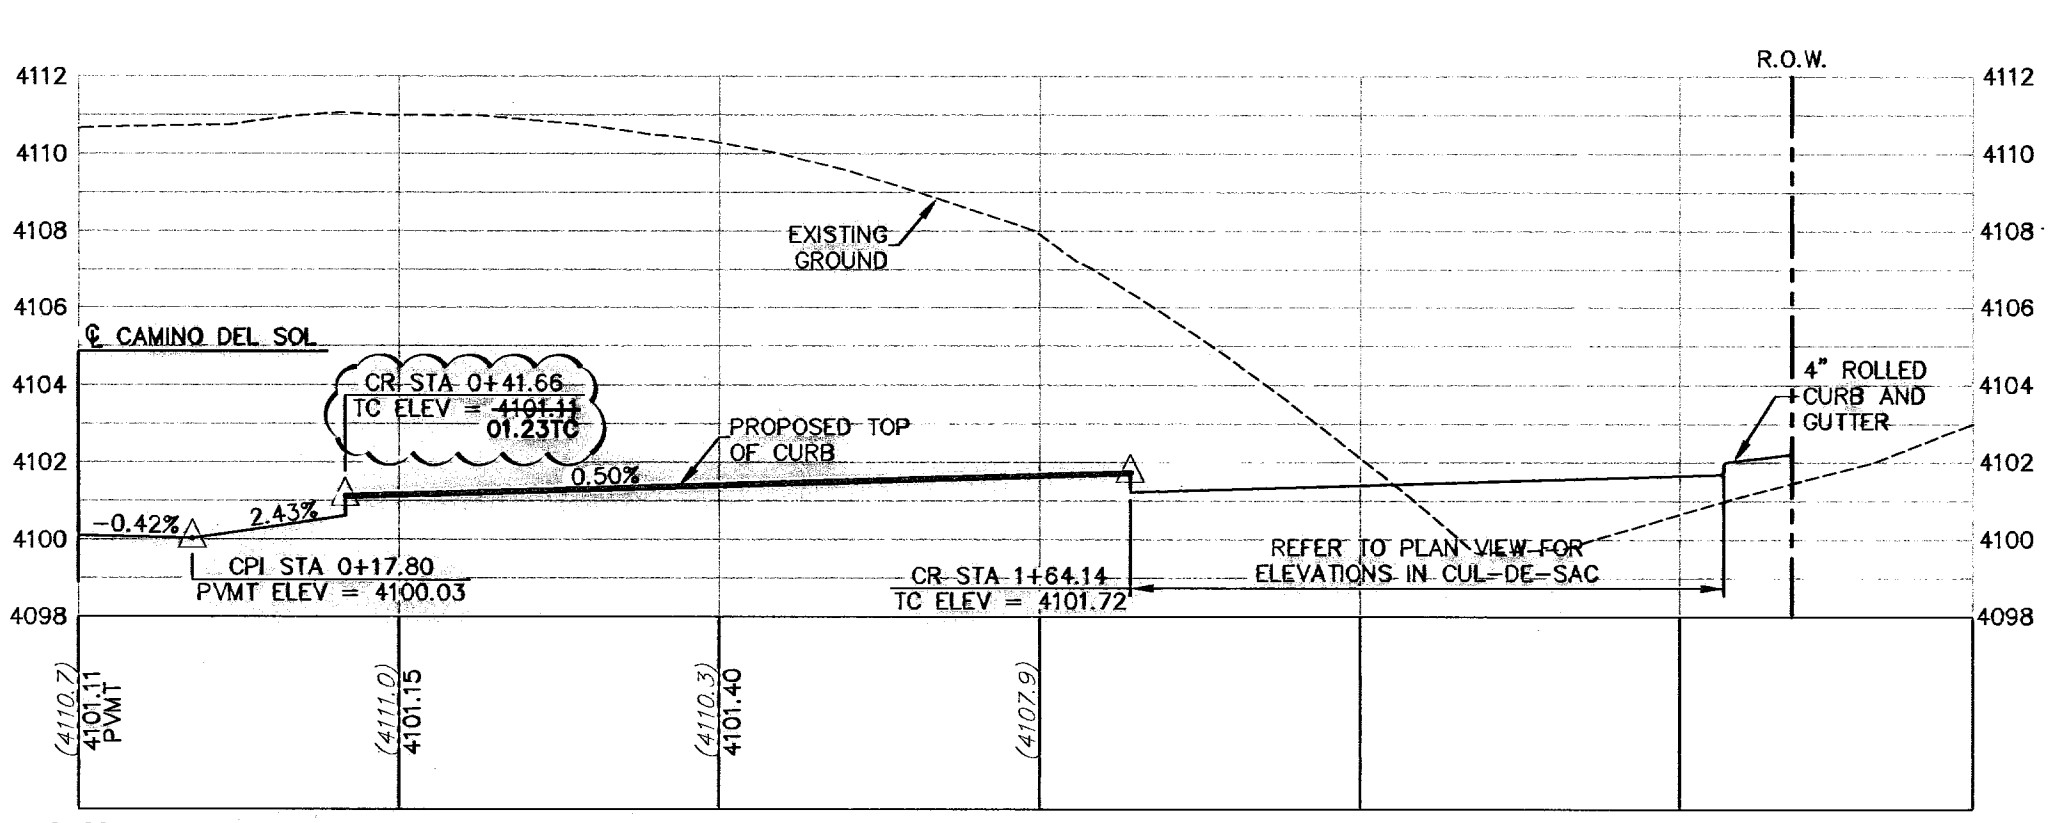 R.O.W.
4112
4112
4110
4110
4108
4108
EXISTING
GROUND
4106
4106
℄ CAMINO DEL SOL
4104
4104
CR STA 0+41.66
TC ELEV = 4101.11
01.23TC
4" ROLLED
CURB AND
GUTTER
PROPOSED TOP
OF CURB
4102
4102
0.50%
-0.42%
2.43%
4100
4100
CPI STA 0+17.80
PVMT ELEV = 4100.03
CR STA 1+64.14
TC ELEV = 4101.72
REFER TO PLAN VIEW FOR
ELEVATIONS IN CUL-DE-SAC
4098
4098
(4110.7)
4101.11
PVMT
(4111.0)
4101.15
(4110.3)
4101.40
(4107.9)